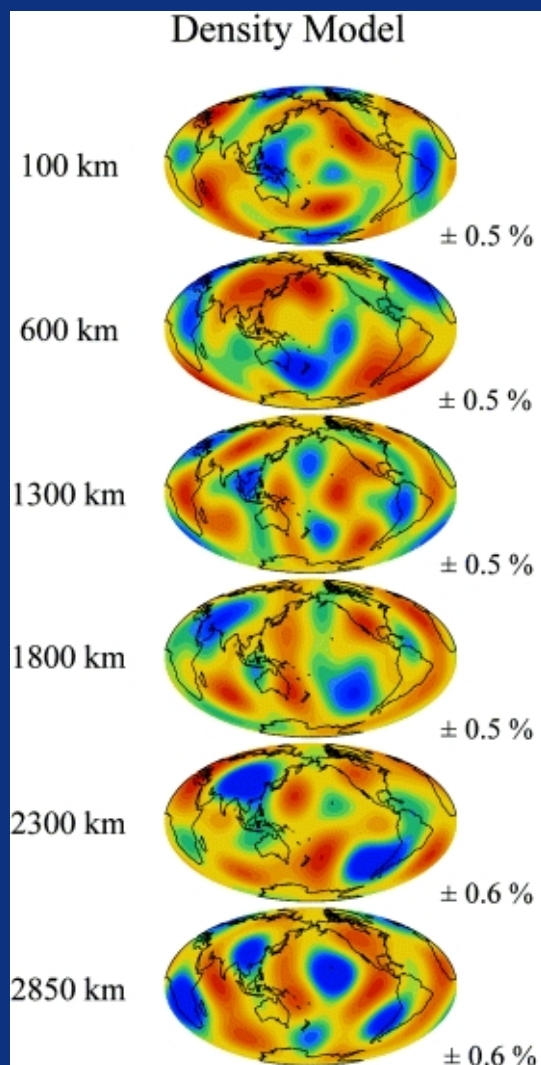 Density Model
100 km
± 0.5 %
600 km
± 0.5 %
1300 km
± 0.5 %
1800 km
± 0.5 %
2300 km
± 0.6 %
2850 km
± 0.6 %